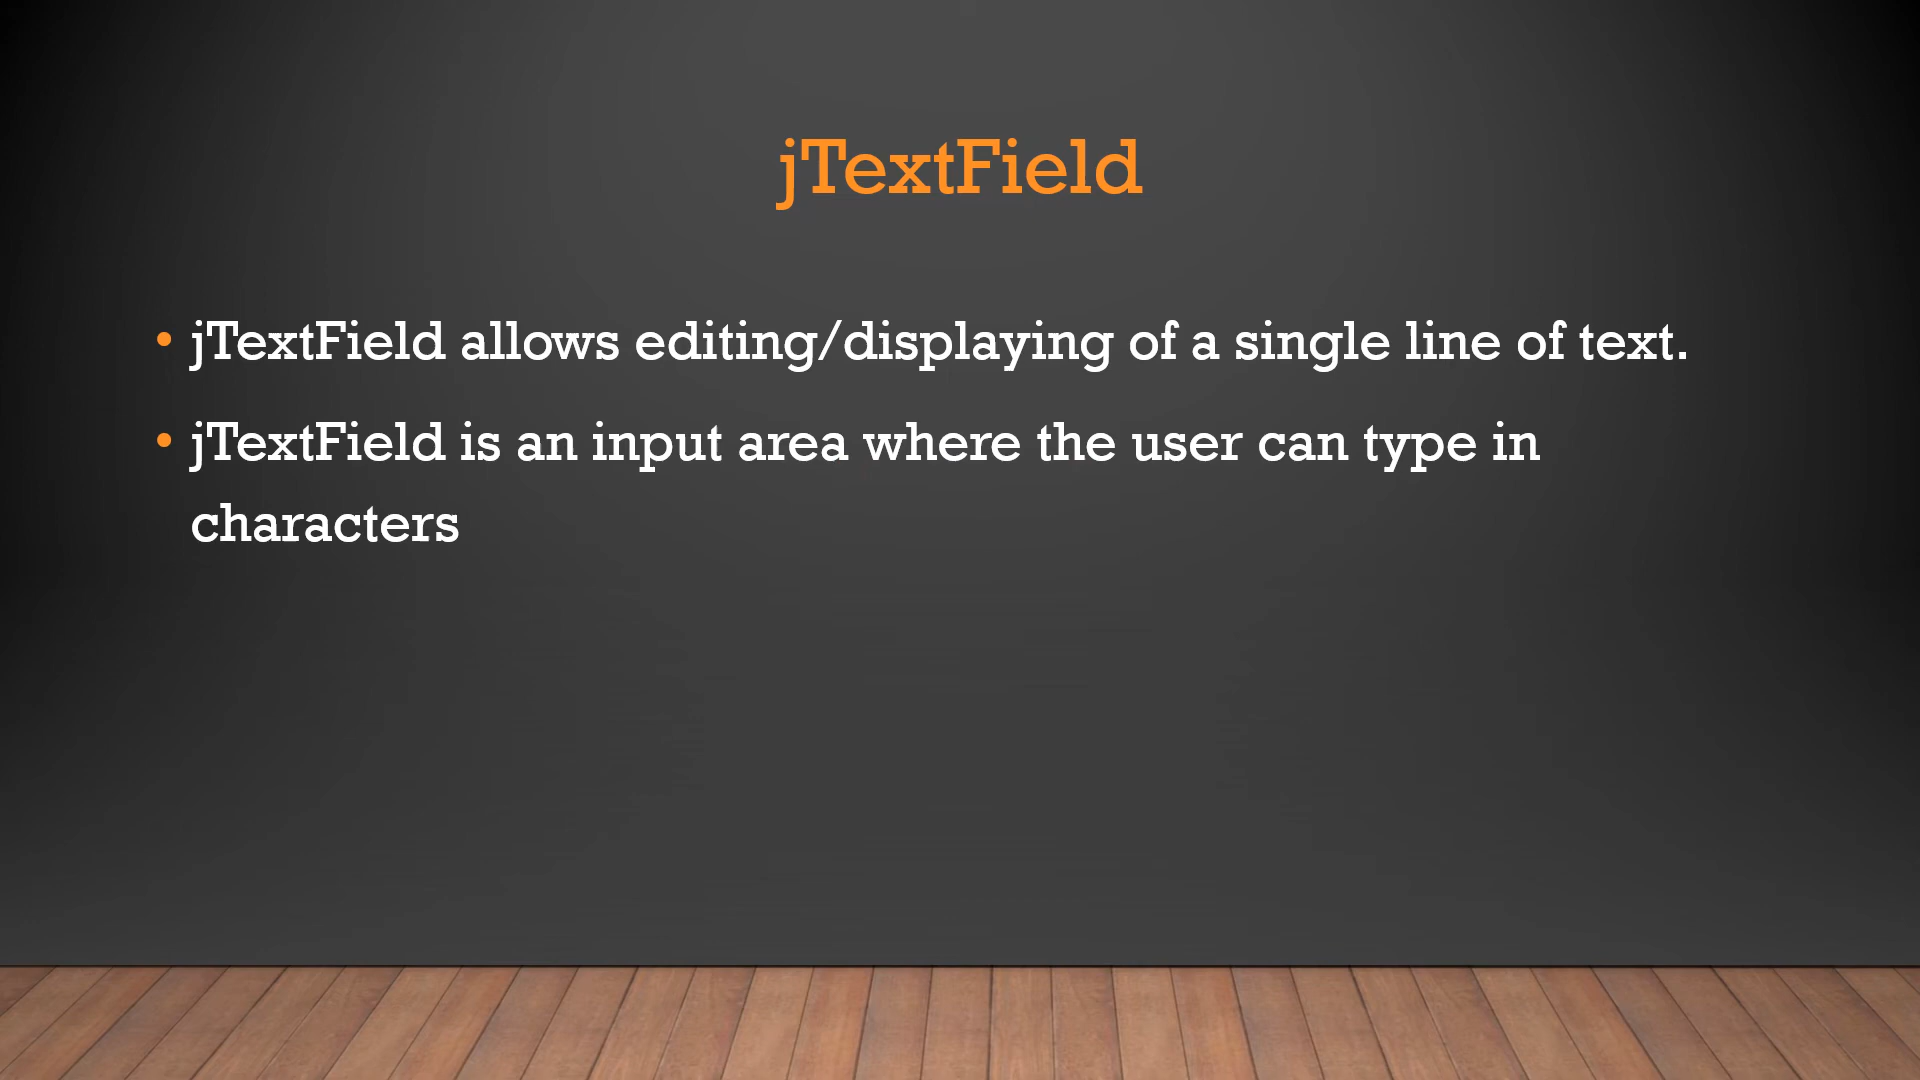 jTextField
• jTextField allows editing/displaying of a single line of text.
• jTextField is an input area where the user can type in
characters